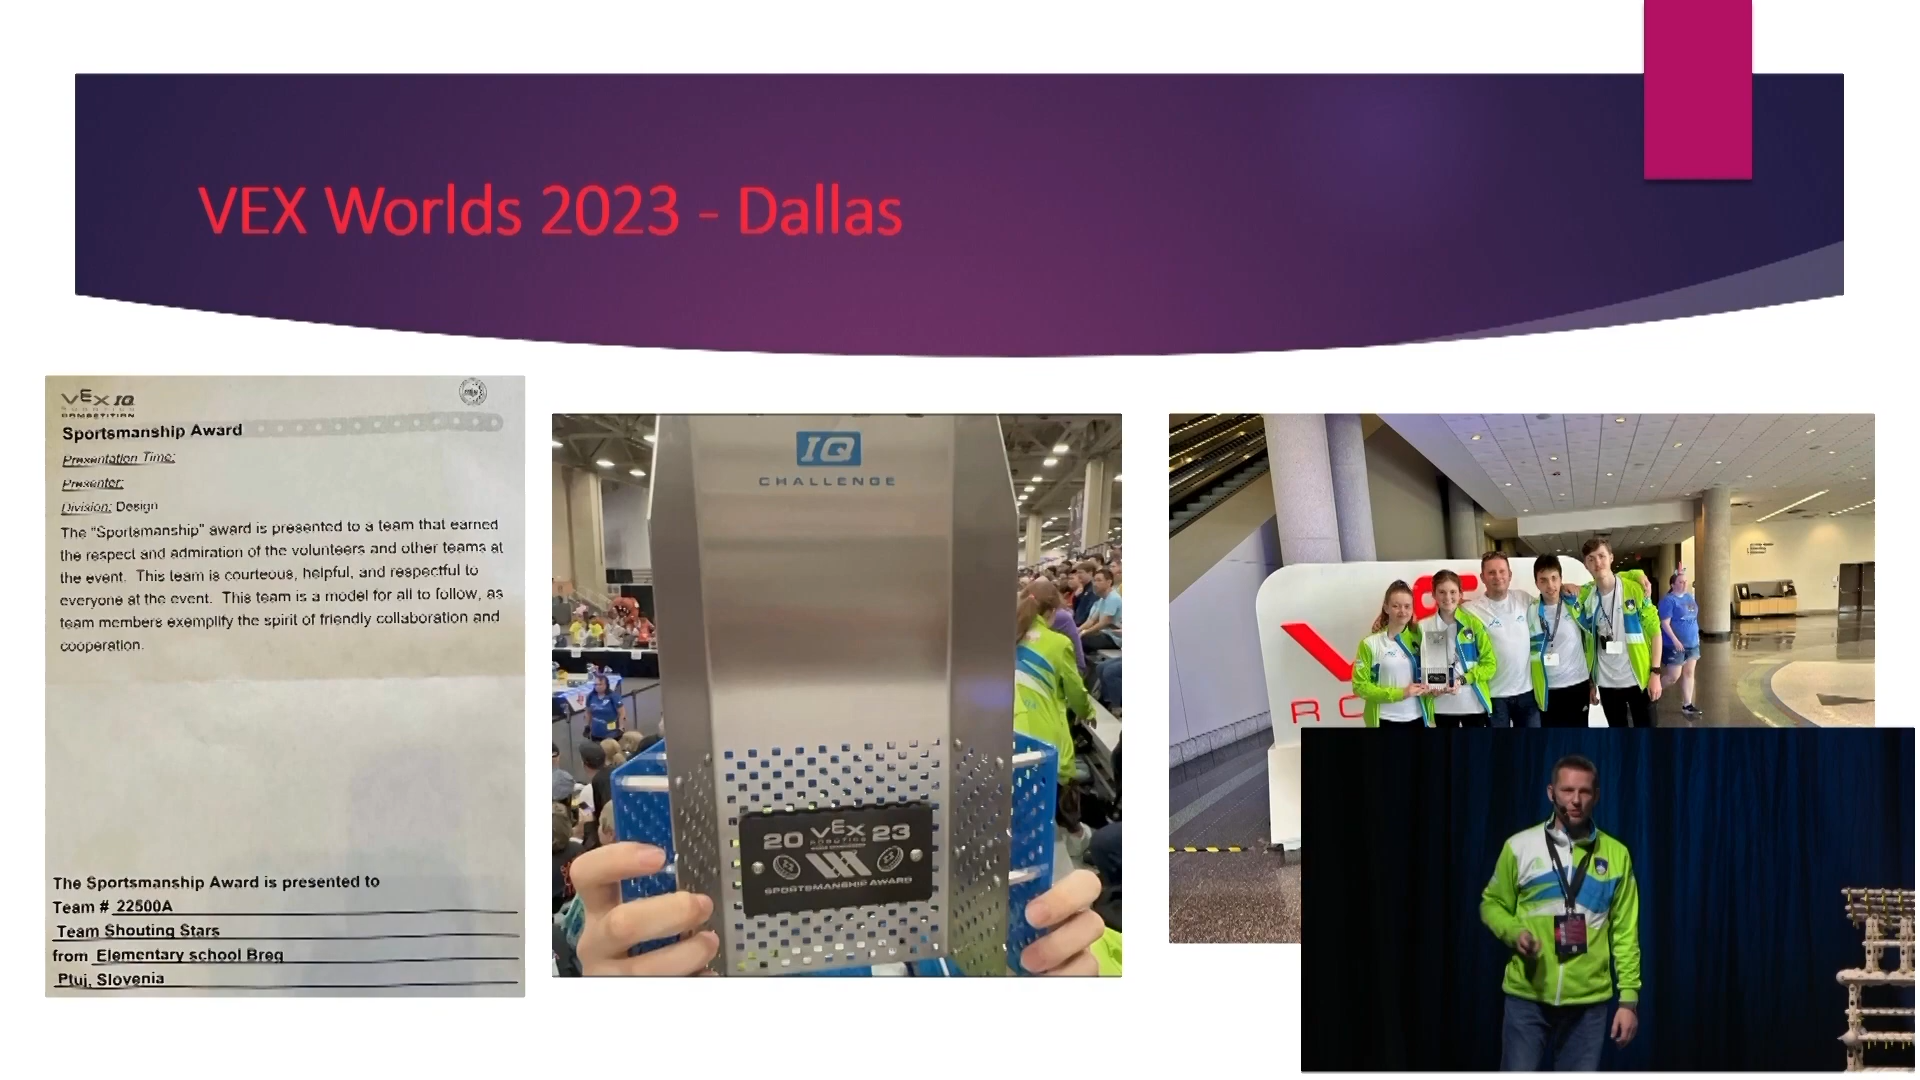 VEX Worlds 2023 - Dallas
VEX IQ
COMPETITION
Sportsmanship Award
Presentation Time:
Presenter:
Division: Design
The "Sportsmanship" award is presented to a team that earned
the respect and admiration of the volunteers and other teams at
the event. This team is courteous, helpful, and respectful to
everyone at the event. This team is a model for all to follow, as
team members exemplify the spirit of friendly collaboration and
cooperation.
The Sportsmanship Award is presented to
Team # 22500A
Team Shouting Stars
from Elementary school Breg
Ptuj, Slovenia
IQ
CHALLENGE
20 VEX 23
ROBOTICS
SPORTSMANSHIP AWARD